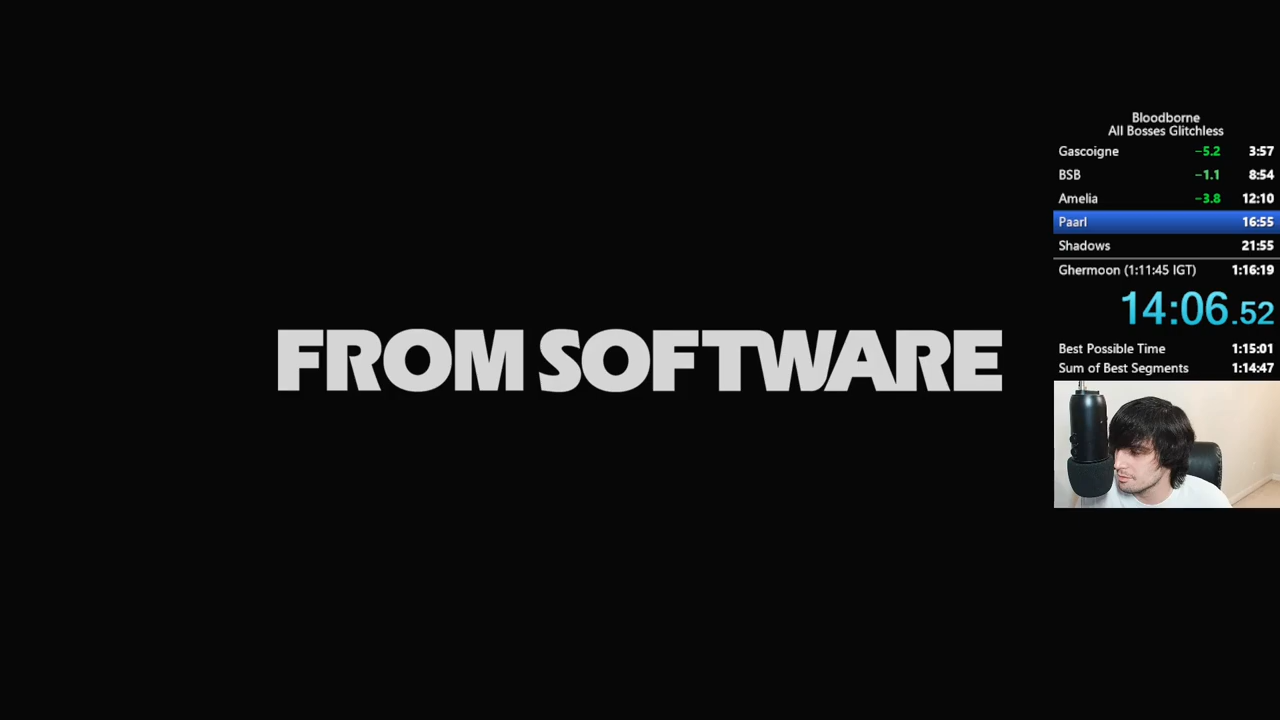 FROM SOFTWARE
Bloodborne
All Bosses Glitchless
Gascoigne -5.2 3:57
BSB -1.1 8:54
Amelia -3.8 12:10
Paarl 16:55
Shadows 21:55
Ghermoon (1:11:45 IGT) 1:16:19
14:06.52
Best Possible Time 1:15:01
Sum of Best Segments 1:14:47